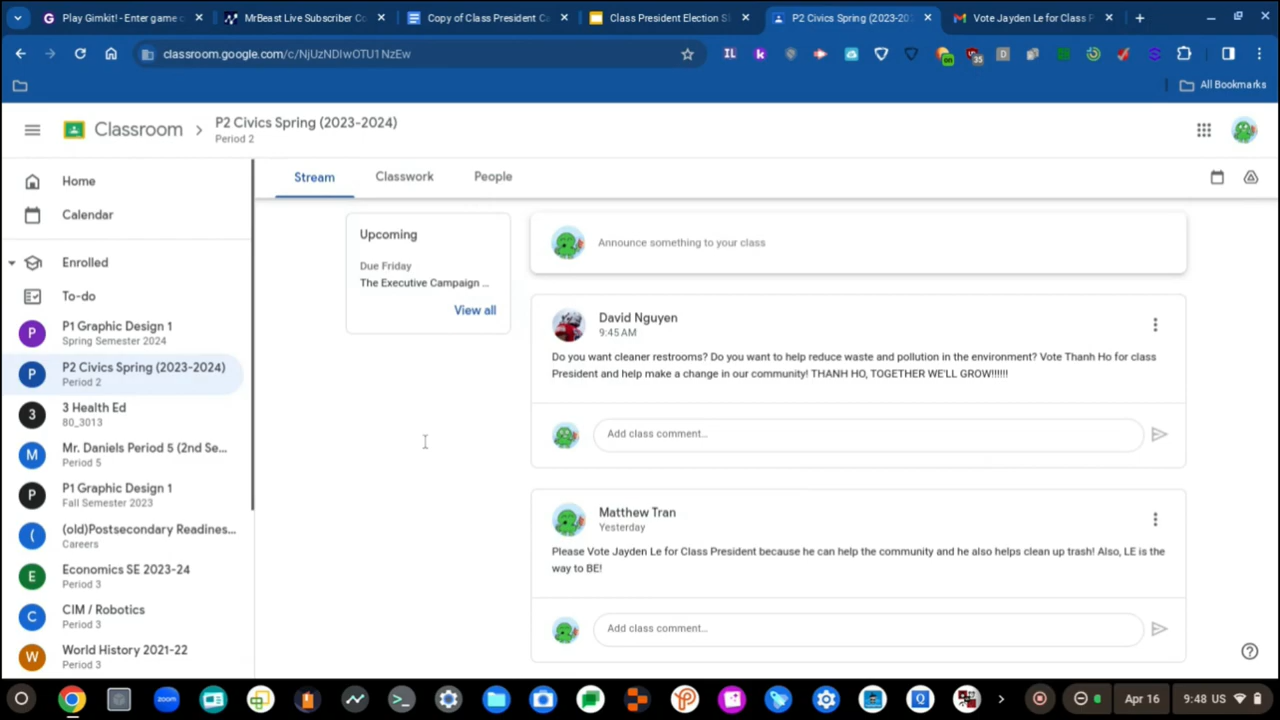 Play Gimkit! - Enter game c
MrBeast Live Subscriber Co
Copy of Class President Ca
Class President Election Sl
P2 Civics Spring (2023-202
Vote Jayden Le for Class P
classroom.google.com/c/NjUzNDIwOTU1NzEw
All Bookmarks
Classroom
P2 Civics Spring (2023-2024)
Period 2
Home
Calendar
Enrolled
To-do
P
P1 Graphic Design 1
Spring Semester 2024
P
P2 Civics Spring (2023-2024)
Period 2
3
3 Health Ed
80_3013
M
Mr. Daniels Period 5 (2nd Se...
Period 5
P
P1 Graphic Design 1
Fall Semester 2023
(
(old)Postsecondary Readines...
Careers
E
Economics SE 2023-24
Period 3
C
CIM / Robotics
Period 3
W
World History 2021-22
Period 3
Stream
Classwork
People
Upcoming
Due Friday
The Executive Campaign ...
View all
Announce something to your class
David Nguyen
9:45 AM
Do you want cleaner restrooms? Do you want to help reduce waste and pollution in the environment? Vote Thanh Ho for class
President and help make a change in our community! THANH HO, TOGETHER WE'LL GROW!!!!!!
Add class comment...
Matthew Tran
Yesterday
Please Vote Jayden Le for Class President because he can help the community and he also helps clean up trash! Also, LE is the
way to BE!
Add class comment...
zoom
Apr 16
9:48 US